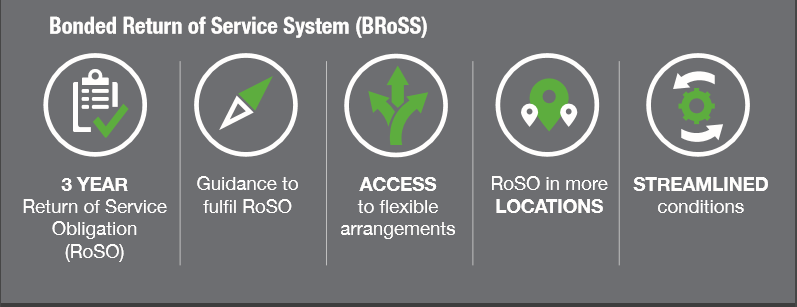 Bonded Return of Service System (BRoSS)
3 YEAR
Return of Service
Obligation
(RoSO)
Guidance to
fulfil RoSO
ACCESS
to flexible
arrangements
RoSO in more
LOCATIONS
STREAMLINED
conditions